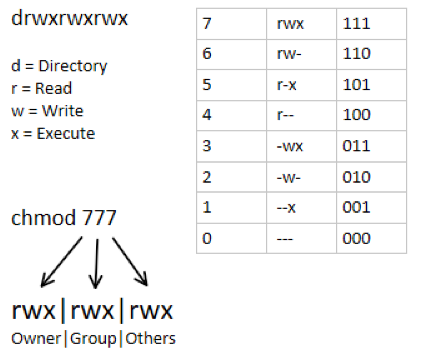 drwxrwxrwx
d = Directory
r = Read
w = Write
x = Execute
chmod 777
rwx|rwx|rwx
Owner|Group|Others
7 rwx 111
6 rw- 110
5 r-x 101
4 r-- 100
3 -wx 011
2 -w- 010
1 --x 001
0 --- 000